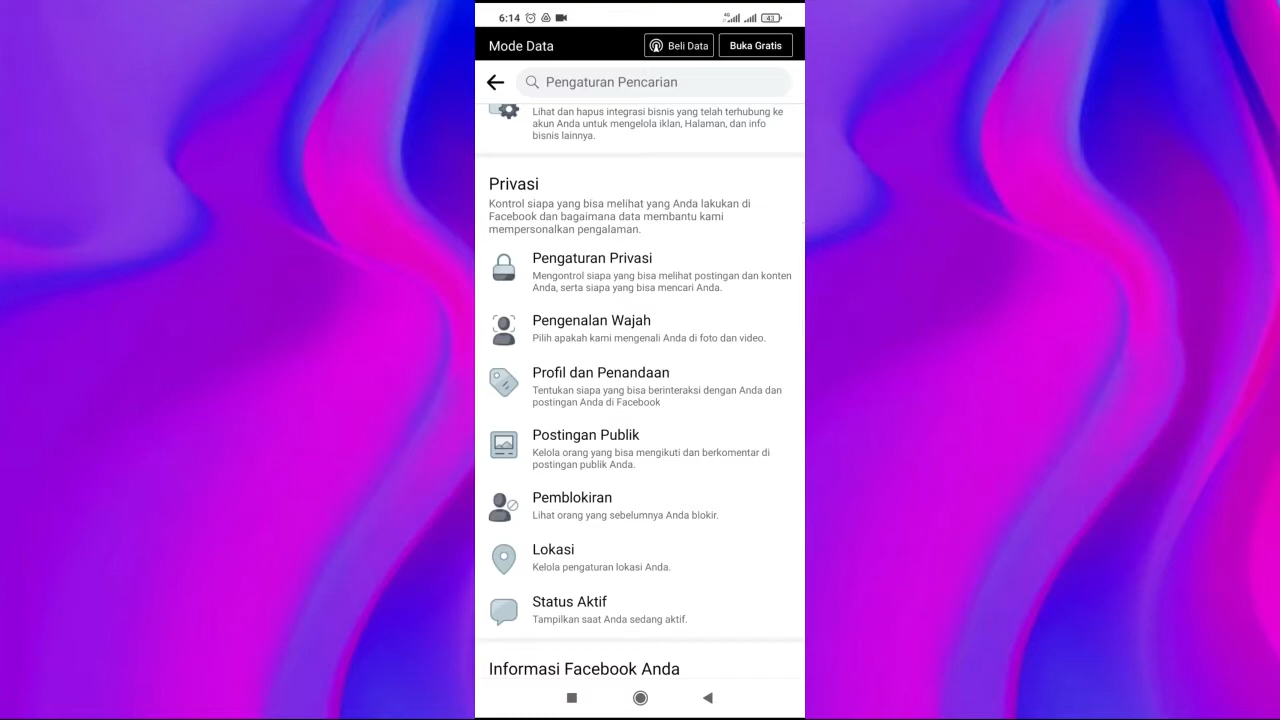 6:14
4G
43
Mode Data
Beli Data
Buka Gratis
Pengaturan Pencarian
Lihat dan hapus integrasi bisnis yang telah terhubung ke
akun Anda untuk mengelola iklan, Halaman, dan info
bisnis lainnya.
Privasi
Kontrol siapa yang bisa melihat yang Anda lakukan di
Facebook dan bagaimana data membantu kami
mempersonalkan pengalaman.
Pengaturan Privasi
Mengontrol siapa yang bisa melihat postingan dan konten
Anda, serta siapa yang bisa mencari Anda.
Pengenalan Wajah
Pilih apakah kami mengenali Anda di foto dan video.
Profil dan Penandaan
Tentukan siapa yang bisa berinteraksi dengan Anda dan
postingan Anda di Facebook
Postingan Publik
Kelola orang yang bisa mengikuti dan berkomentar di
postingan publik Anda.
Pemblokiran
Lihat orang yang sebelumnya Anda blokir.
Lokasi
Kelola pengaturan lokasi Anda.
Status Aktif
Tampilkan saat Anda sedang aktif.
Informasi Facebook Anda